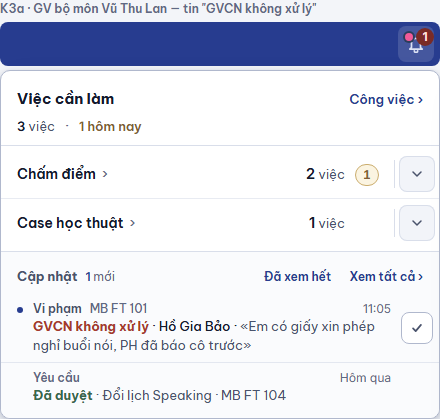 K3a · GV bộ môn Vũ Thu Lan — tin "GVCN không xử lý"
1
Việc cần làm
Công việc ›
3 việc · 1 hôm nay
Chấm điểm ›
2 việc 1
Case học thuật ›
1 việc
Cập nhật 1 mới
Đã xem hết Xem tất cả ›
Vi phạm MB FT 101 11:05
GVCN không xử lý · Hồ Gia Bảo · «Em có giấy xin phép
nghỉ buổi nói, PH đã báo cô trước»
Yêu cầu Hôm qua
Đã duyệt · Đổi lịch Speaking · MB FT 104